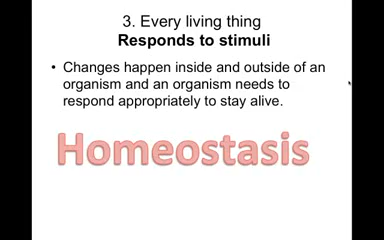 3. Every living thing
Responds to stimuli
• Changes happen inside and outside of an
organism and an organism needs to
respond appropriately to stay alive.
Homeostasis